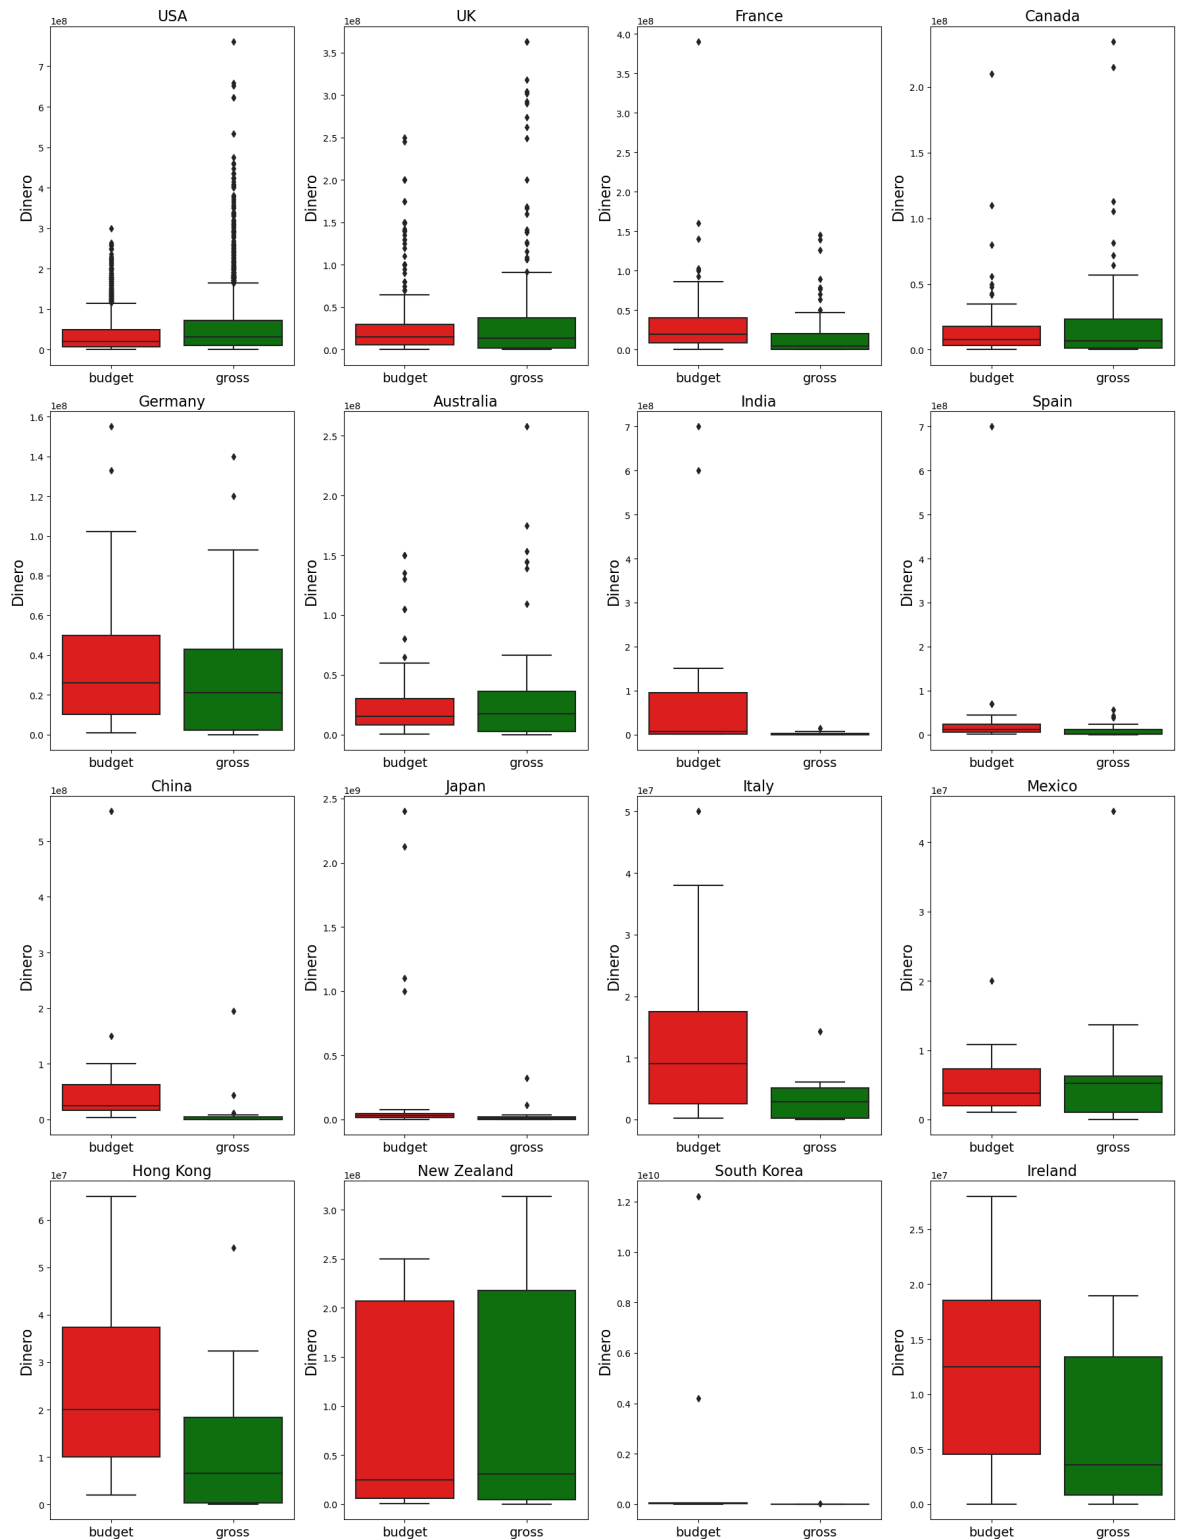 USA
1e8
Dinero
7
6
5
4
3
2
1
0
budget
gross
UK
1e8
Dinero
3.5
3.0
2.5
2.0
1.5
1.0
0.5
0.0
budget
gross
France
1e8
Dinero
4.0
3.5
3.0
2.5
2.0
1.5
1.0
0.5
0.0
budget
gross
Canada
1e8
Dinero
2.0
1.5
1.0
0.5
0.0
budget
gross
Germany
1e8
Dinero
1.6
1.4
1.2
1.0
0.8
0.6
0.4
0.2
0.0
budget
gross
Australia
1e8
Dinero
2.5
2.0
1.5
1.0
0.5
0.0
budget
gross
India
1e8
Dinero
7
6
5
4
3
2
1
0
budget
gross
Spain
1e8
Dinero
7
6
5
4
3
2
1
0
budget
gross
China
1e8
Dinero
5
4
3
2
1
0
budget
gross
Japan
1e9
Dinero
2.5
2.0
1.5
1.0
0.5
0.0
budget
gross
Italy
1e7
Dinero
5
4
3
2
1
0
budget
gross
Mexico
1e7
Dinero
4
3
2
1
0
budget
gross
Hong Kong
1e7
Dinero
6
5
4
3
2
1
0
budget
gross
New Zealand
1e8
Dinero
3.0
2.5
2.0
1.5
1.0
0.5
0.0
budget
gross
South Korea
1e10
Dinero
1.2
1.0
0.8
0.6
0.4
0.2
0.0
budget
gross
Ireland
1e7
Dinero
2.5
2.0
1.5
1.0
0.5
0.0
budget
gross